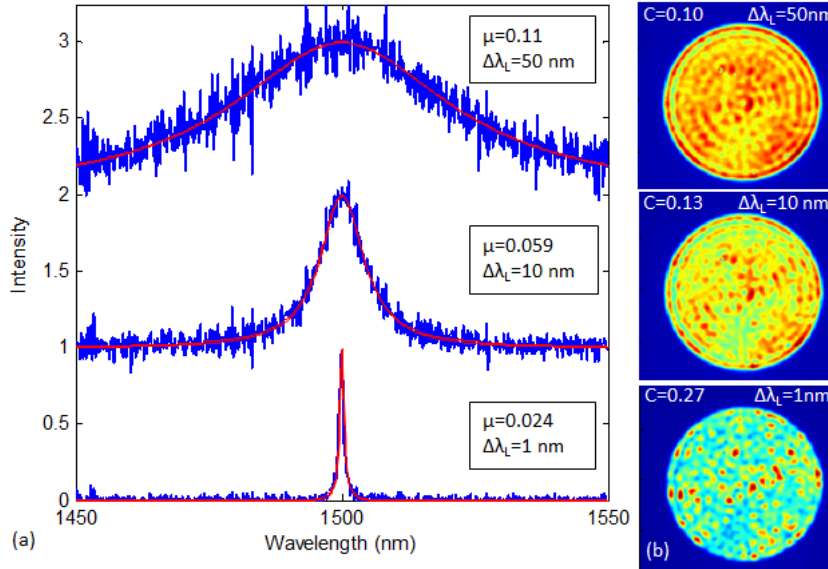 3
2.5
2
1.5
1
0.5
0
1450
1500
1550
Intensity
Wavelength (nm)
μ=0.11
Δλ_L=50 nm
μ=0.059
Δλ_L=10 nm
μ=0.024
Δλ_L=1 nm
(a)
C=0.10 Δλ_L=50nm
C=0.13 Δλ_L=10 nm
C=0.27 Δλ_L=1nm
(b)